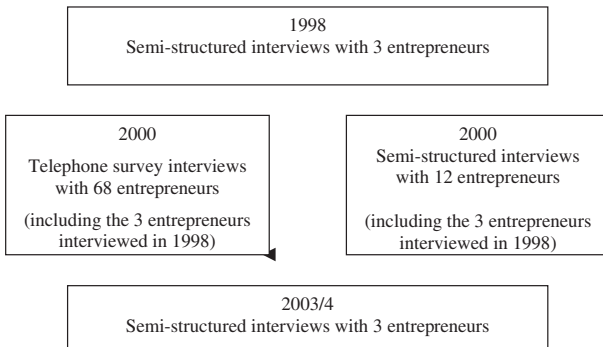 1998
Semi-structured interviews with 3 entrepreneurs
2000
Telephone survey interviews
with 68 entrepreneurs
(including the 3 entrepreneurs
interviewed in 1998)
2000
Semi-structured interviews
with 12 entrepreneurs
(including the 3 entrepreneurs
interviewed in 1998)
2003/4
Semi-structured interviews with 3 entrepreneurs